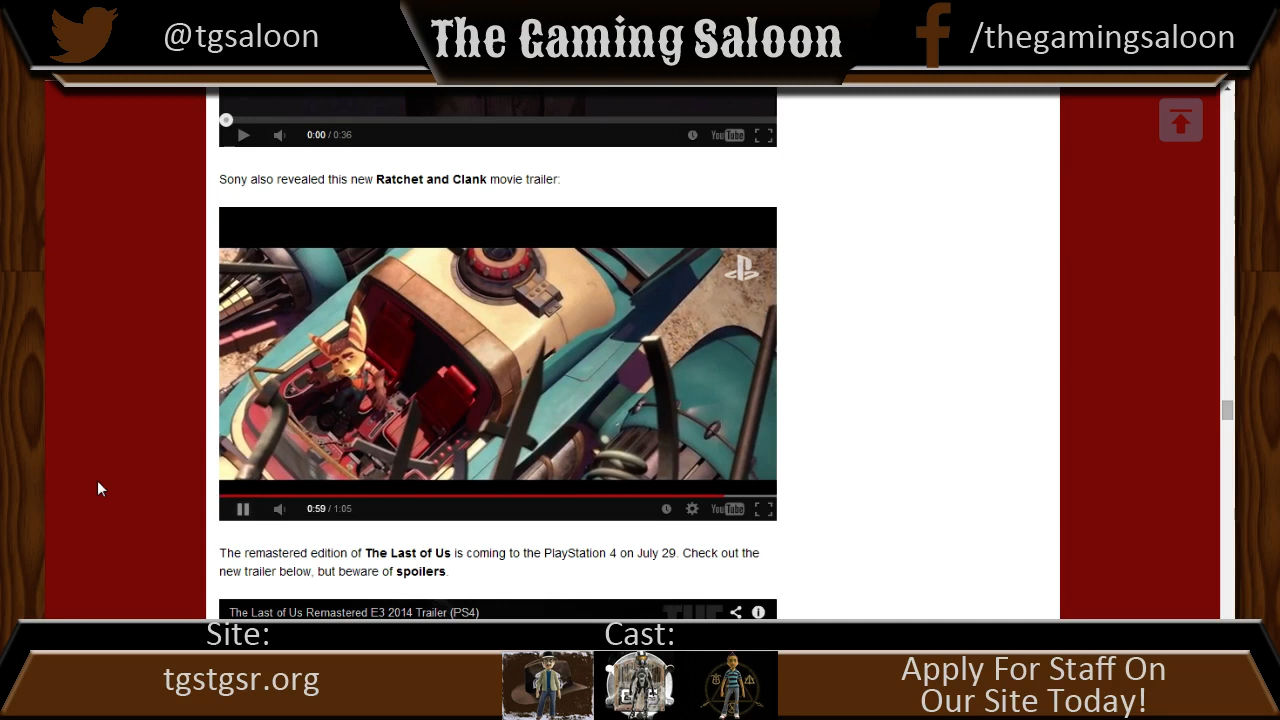 @tgsaloon
The Gaming Saloon
/thegamingsaloon
0:00 / 0:36
YouTube
Sony also revealed this new Ratchet and Clank movie trailer:
0:59 / 1:05
YouTube
The remastered edition of The Last of Us is coming to the PlayStation 4 on July 29. Check out the
new trailer below, but beware of spoilers.
The Last of Us Remastered E3 2014 Trailer (PS4)
Site:
tgstgsr.org
Cast:
Apply For Staff On
Our Site Today!